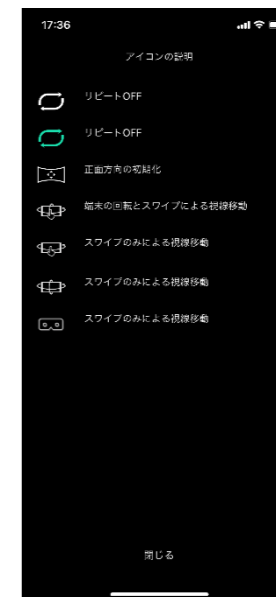 17:36
アイコンの説明
リピートOFF
リピートOFF
正面方向の初期化
端末の回転とスワイプによる視線移動
スワイプのみによる視線移動
スワイプのみによる視線移動
スワイプのみによる視線移動
閉じる